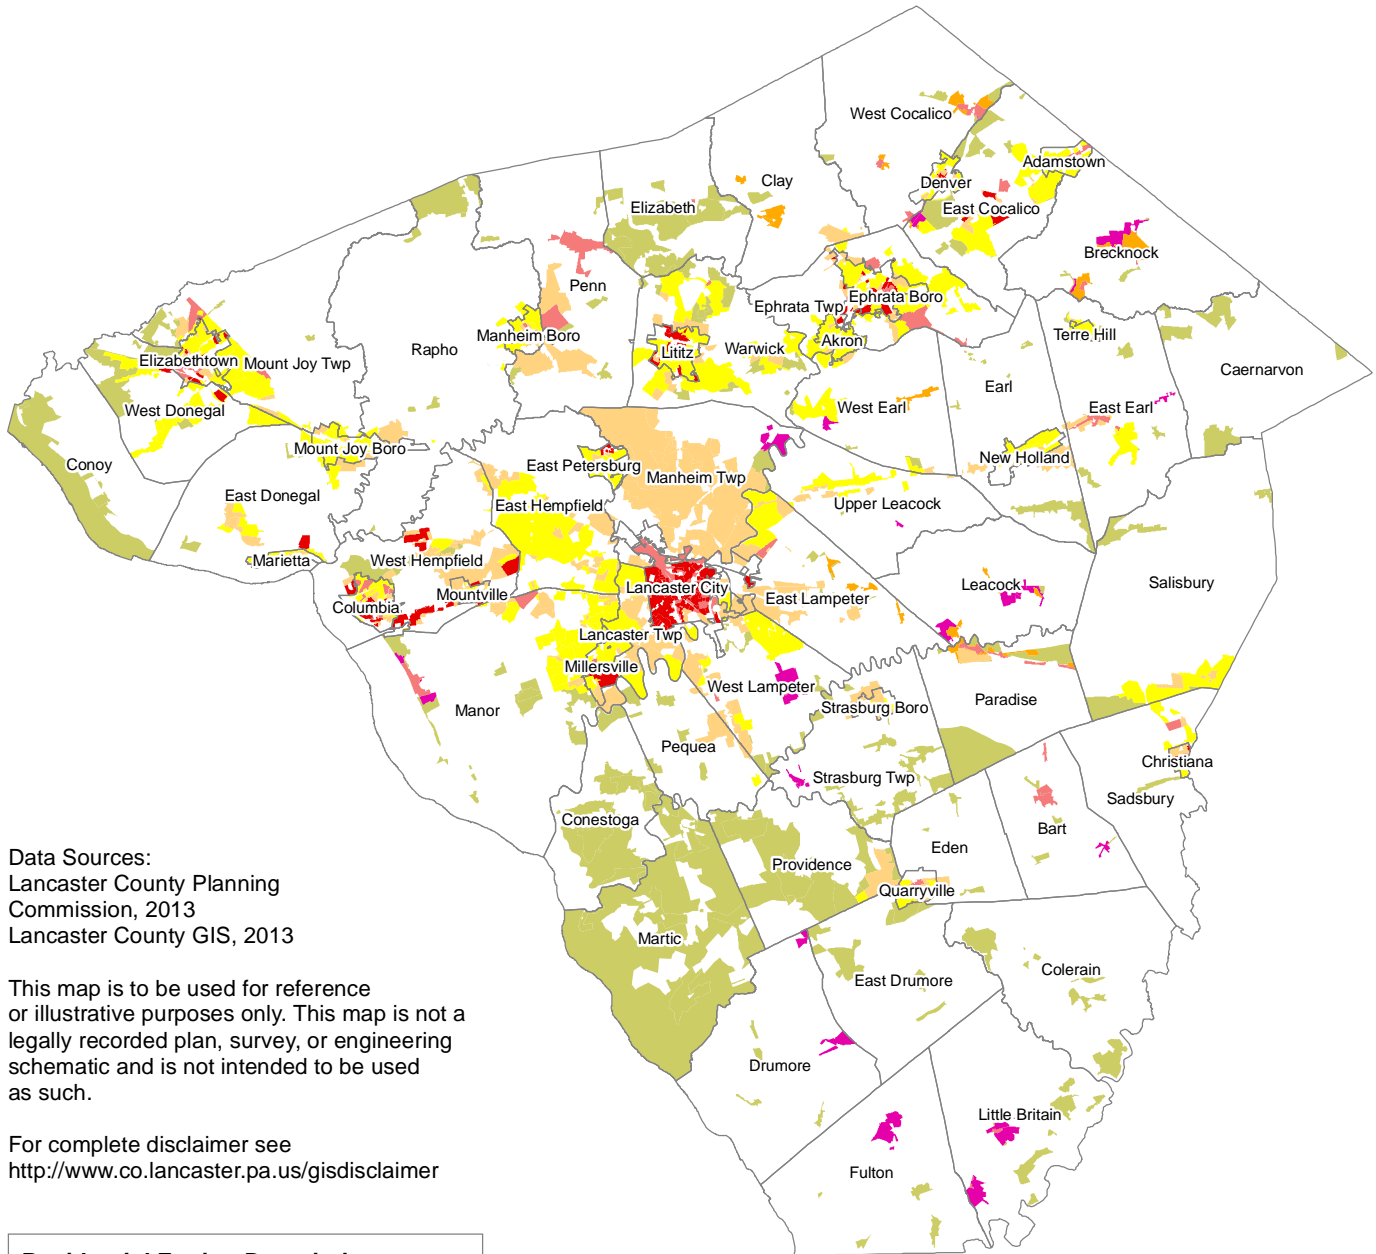 West Cocalico
Adamstown
Clay
Denver
Elizabeth
East Cocalico
Brecknock
Penn
Ephrata Twp
Ephrata Boro
Terre Hill
Manheim Boro
Akron
Rapho
Lititz
Warwick
Elizabethtown
Mount Joy Twp
Caernarvon
Earl
West Donegal
West Earl
East Earl
Mount Joy Boro
New Holland
Conoy
East Petersburg
Manheim Twp
East Donegal
East Hempfield
Upper Leacock
Marietta
West Hempfield
Leacock
Salisbury
Lancaster City
Columbia
Mountville
East Lampeter
Lancaster Twp
Millersville
West Lampeter
Manor
Strasburg Boro
Paradise
Pequea
Christiana
Strasburg Twp
Sadsbury
Conestoga
Bart
Eden
Providence
Quarryville
Martic
Colerain
East Drumore
Drumore
Little Britain
Fulton
Data Sources:
Lancaster County Planning
Commission, 2013
Lancaster County GIS, 2013
This map is to be used for reference
or illustrative purposes only. This map is not a
legally recorded plan, survey, or engineering
schematic and is not intended to be used
as such.
For complete disclaimer see
http://www.co.lancaster.pa.us/gisdisclaimer